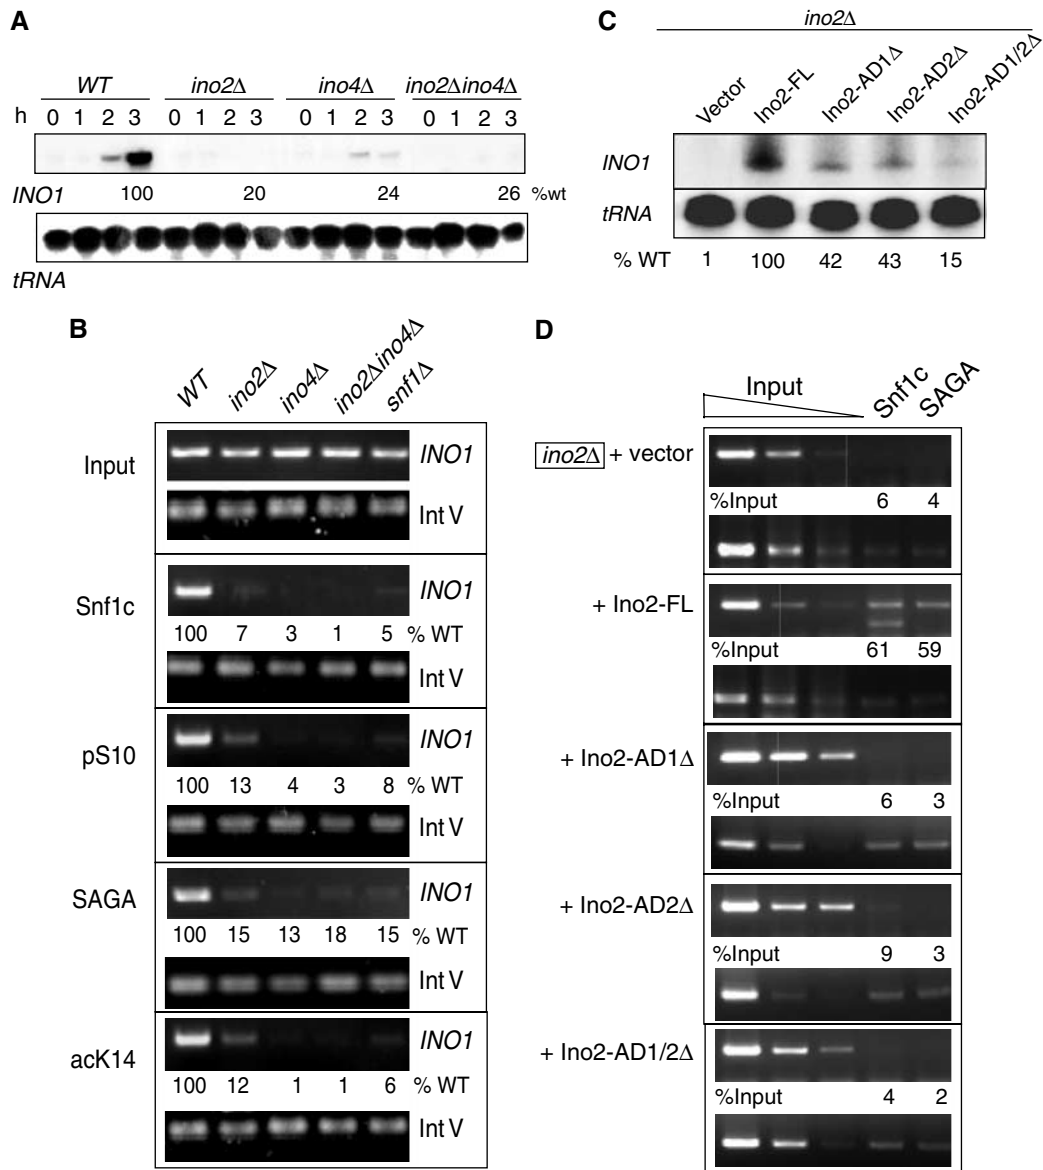 A
WT ino2Δ ino4Δ ino2Δino4Δ
h 0 1 2 3 0 1 2 3 0 1 2 3 0 1 2 3
INO1 100 20 24 26 %wt
tRNA
B
WT ino2Δ ino4Δ ino2Δino4Δ snf1Δ
Input INO1
Int V
Snf1c INO1
100 7 3 1 5 % WT
Int V
pS10 INO1
100 13 4 3 8 % WT
Int V
SAGA INO1
100 15 13 18 15 % WT
Int V
acK14 INO1
100 12 1 1 6 % WT
Int V
C
ino2Δ
Vector Ino2-FL Ino2-AD1Δ Ino2-AD2Δ Ino2-AD1/2Δ
INO1
tRNA
% WT 1 100 42 43 15
D
Input Snf1c SAGA
ino2Δ + vector
%Input 6 4
+ Ino2-FL
%Input 61 59
+ Ino2-AD1Δ
%Input 6 3
+ Ino2-AD2Δ
%Input 9 3
+ Ino2-AD1/2Δ
%Input 4 2